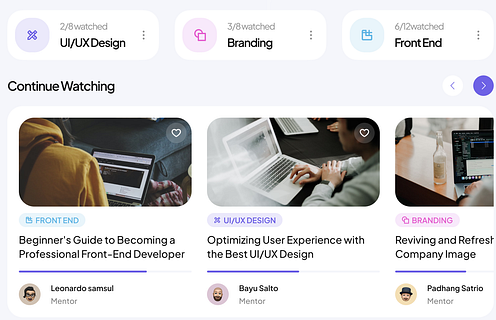 2/8 watched
UI/UX Design
3/8 watched
Branding
6/12 watched
Front End
Continue Watching
FRONT END
Beginner's Guide to Becoming a
Professional Front-End Developer
Leonardo samsul
Mentor
UI/UX DESIGN
Optimizing User Experience with
the Best UI/UX Design
Bayu Salto
Mentor
BRANDING
Reviving and Refresh
Company Image
Padhang Satrio
Mentor